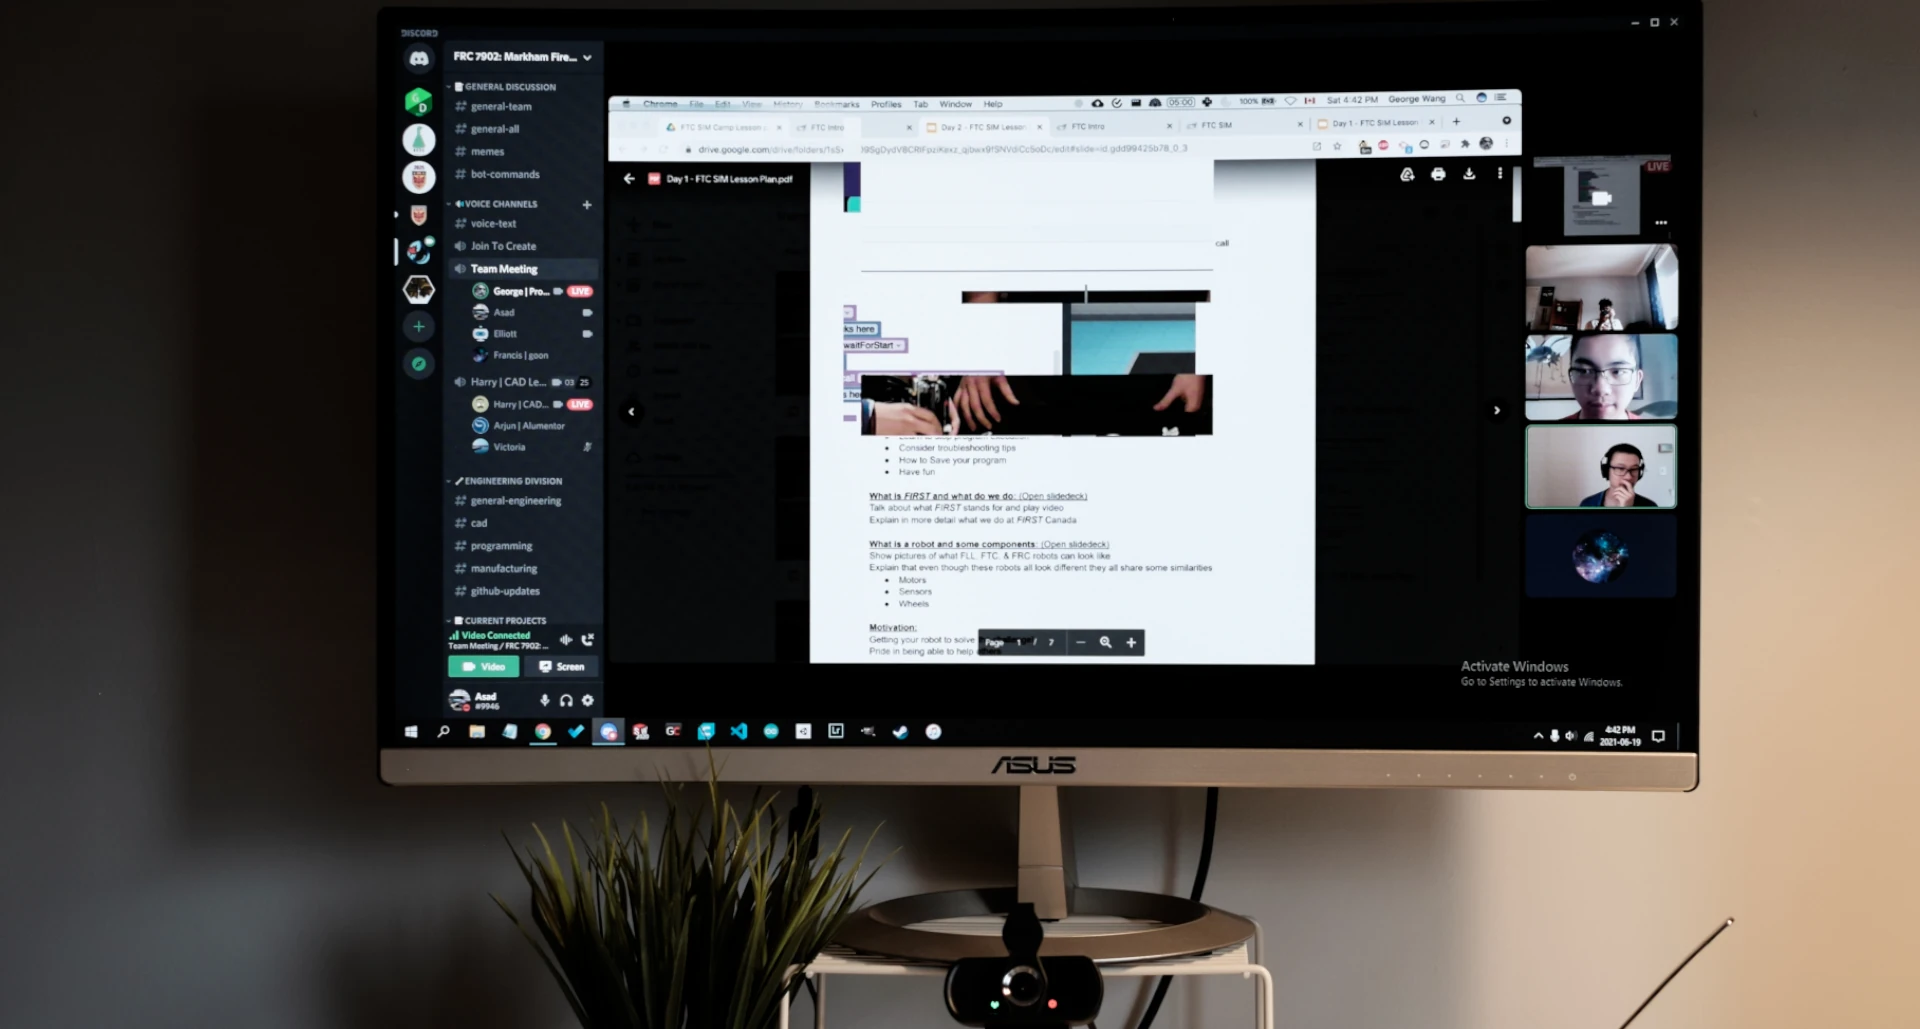 DISCORD
FRC 7902: Markham Fire...
GENERAL DISCUSSION
# general-team
# general-all
# memes
# bot-commands
VOICE CHANNELS
# voice-text
Join To Create
Team Meeting
George | Pro... LIVE
Asad
Elliott
Francis | goon
Harry | CAD Le... 03 25
Harry | CAD... LIVE
Arjun | Alumentor
Victoria
ENGINEERING DIVISION
# general-engineering
# cad
# programming
# manufacturing
# github-updates
CURRENT PROJECTS
Video Connected
Team Meeting / FRC 7902:...
Video Screen
Asad
#9946
Chrome File Edit View History Bookmarks Profiles Tab Window Help 05:00 100% Sat 4:42 PM George Wang
FTC SIM Camp Lesson FTC Intro Day 2 - FTC SIM Lesson FTC Intro FTC SIM Day 1 - FTC SIM Lesson
Day 1 - FTC SIM Lesson Plan.pdf
call
ks here
waitForStart
Consider troubleshooting tips
How to Save your program
Have fun
What is FIRST and what do we do: (Open slidedeck)
Talk about what FIRST stands for and play video
Explain in more detail what we do at FIRST Canada
What is a robot and some components: (Open slidedeck)
Show pictures of what FLL, FTC, & FRC robots can look like
Explain that even though these robots all look different they all share some similarities
Motors
Sensors
Wheels
Motivation:
Getting your robot to solve
Pride in being able to help
Page 1 / 7
LIVE
Activate Windows
Go to Settings to activate Windows.
GC
Lr
4:42 PM
2021-06-19
ASUS